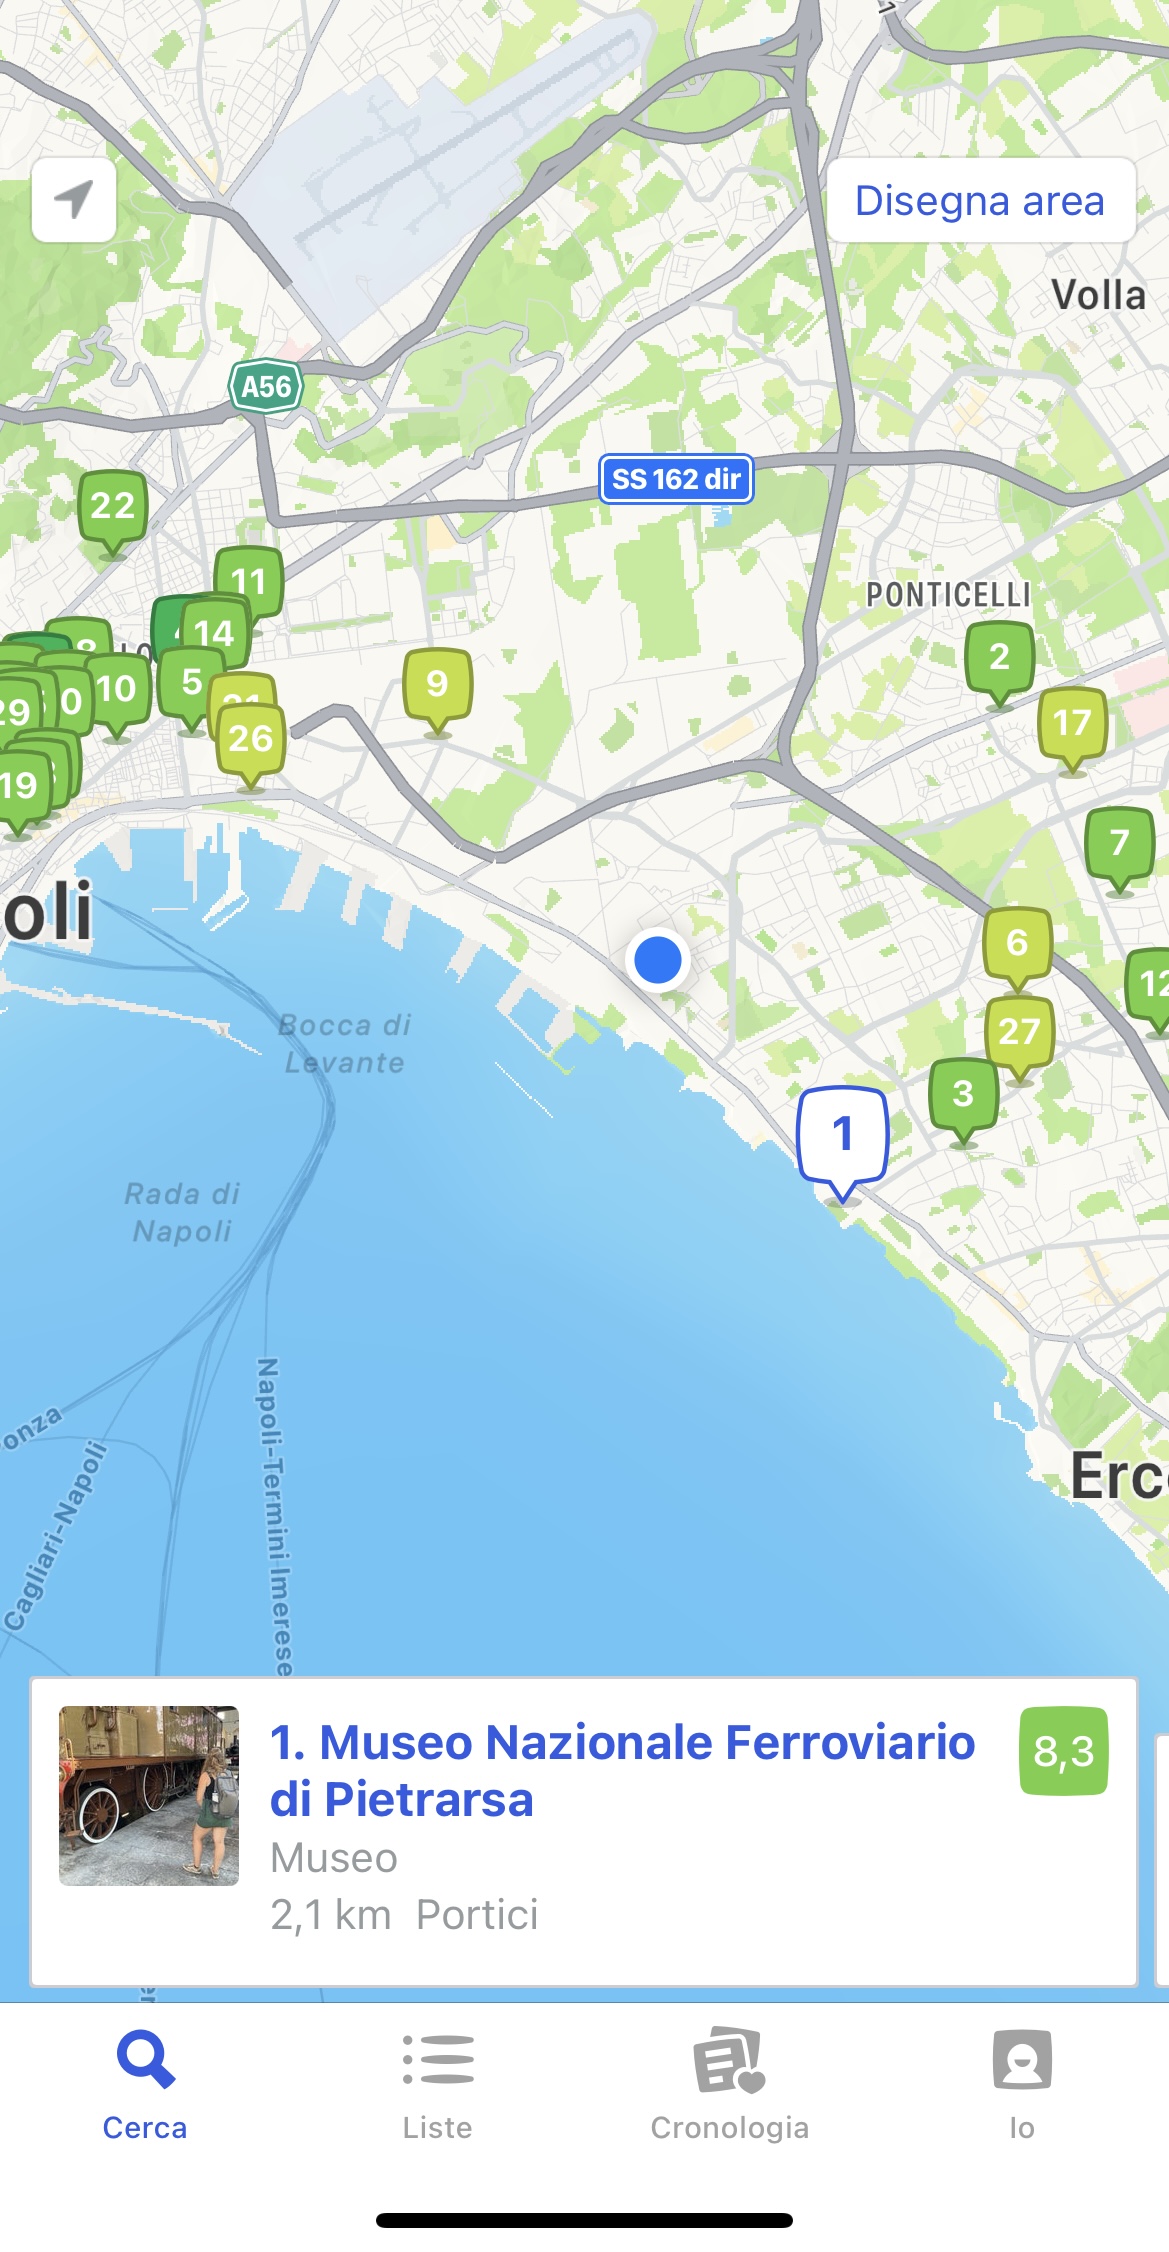 Disegna area
Volla
A56
SS 162 dir
22
11
PONTICELLI
14
8
10
5
9
2
17
29
0
26
19
7
oli
6
12
27
3
1
Bocca di
Levante
Rada di
Napoli
onza
Cagliari-Napoli
Napoli-Termini Imerese
Erc
1. Museo Nazionale Ferroviario
di Pietrarsa
8,3
Museo
2,1 km Portici
Cerca
Liste
Cronologia
Io